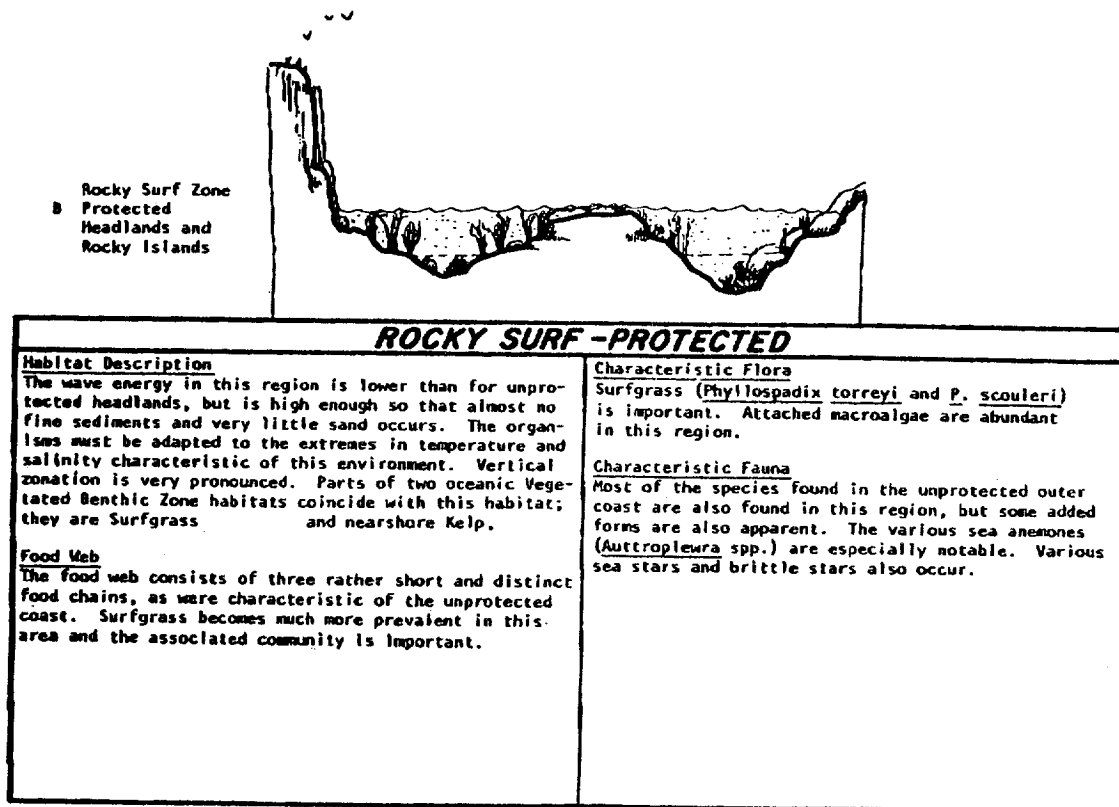 Rocky Surf Zone
B Protected
Headlands and
Rocky Islands
ROCKY SURF-PROTECTED
Habitat Description
The wave energy in this region is lower than for unpro-
tected headlands, but is high enough so that almost no
fine sediments and very little sand occurs. The organ-
isms must be adapted to the extremes in temperature and
salinity characteristic of this environment. Vertical
zonation is very pronounced. Parts of two oceanic Vege-
tated Benthic Zone habitats coincide with this habitat;
they are Surfgrass and nearshore Kelp.
Food Web
The food web consists of three rather short and distinct
food chains, as were characteristic of the unprotected
coast. Surfgrass becomes much more prevalent in this
area and the associated community is important.
Characteristic Flora
Surfgrass (Phyllospadix torreyi and P. scouleri)
is important. Attached macroalgae are abundant
in this region.
Characteristic Fauna
Most of the species found in the unprotected outer
coast are also found in this region, but some added
forms are also apparent. The various sea anemones
(Auttroplewra spp.) are especially notable. Various
sea stars and brittle stars also occur.